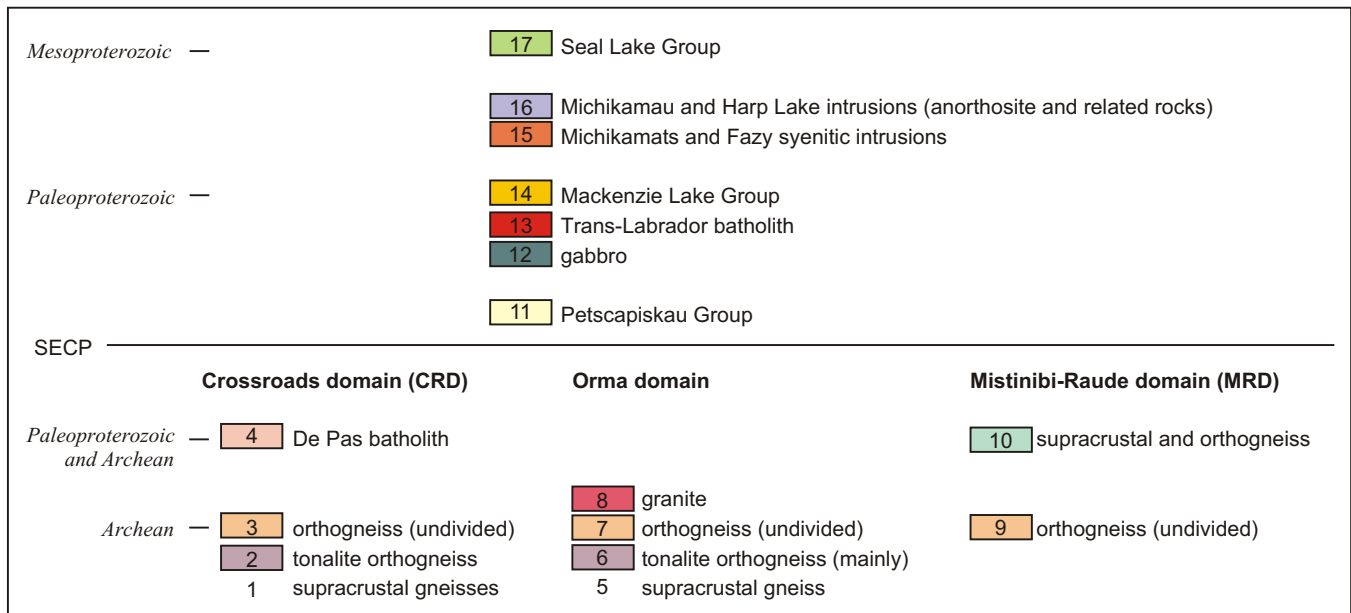 Mesoproterozoic — 17 Seal Lake Group
16 Michikamau and Harp Lake intrusions (anorthosite and related rocks)
15 Michikamats and Fazy syenitic intrusions
Paleoproterozoic — 14 Mackenzie Lake Group
13 Trans-Labrador batholith
12 gabbro
11 Petscapiskau Group
SECP
Crossroads domain (CRD) Orma domain Mistinibi-Raude domain (MRD)
Paleoproterozoic — 4 De Pas batholith 10 supracrustal and orthogneiss
and Archean
8 granite
Archean — 3 orthogneiss (undivided) 7 orthogneiss (undivided) 9 orthogneiss (undivided)
2 tonalite orthogneiss 6 tonalite orthogneiss (mainly)
1 supracrustal gneisses 5 supracrustal gneiss